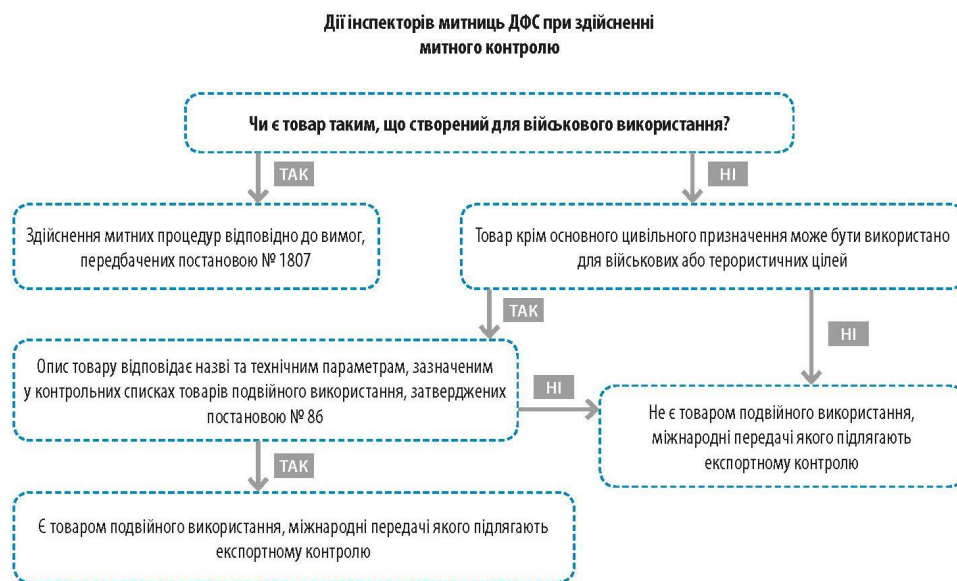 Дії інспекторів митниць ДФС при здійсненні
митного контролю
Чи є товар таким, що створений для військового використання?
ТАК
НІ
Здійснення митних процедур відповідно до вимог,
передбачених постановою № 1807
Товар крім основного цивільного призначення може бути використано
для військових або терористичних цілей
ТАК
НІ
Опис товару відповідає назві та технічним параметрам, зазначеним
у контрольних списках товарів подвійного використання, затверджених
постановою № 86
НІ
Не є товаром подвійного використання,
міжнародні передачі якого підлягають
експортному контролю
ТАК
Є товаром подвійного використання, міжнародні передачі якого підлягають
експортному контролю